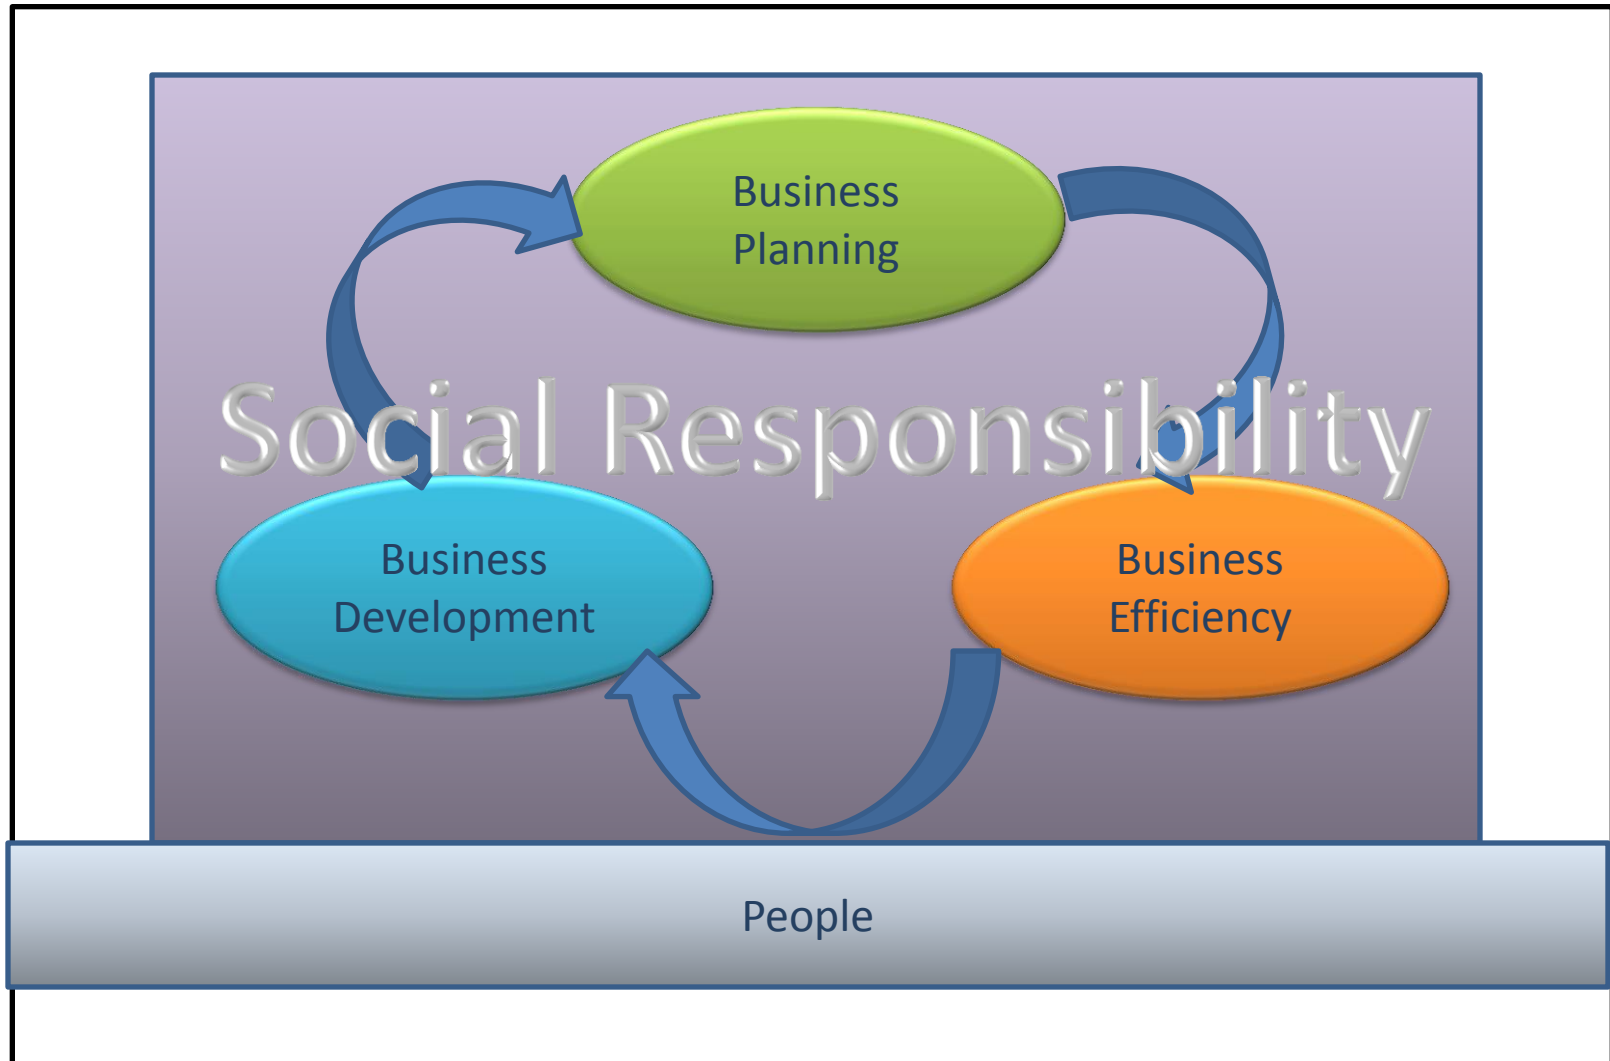 Business
Planning
Social Responsibility
Business
Development
Business
Efficiency
People